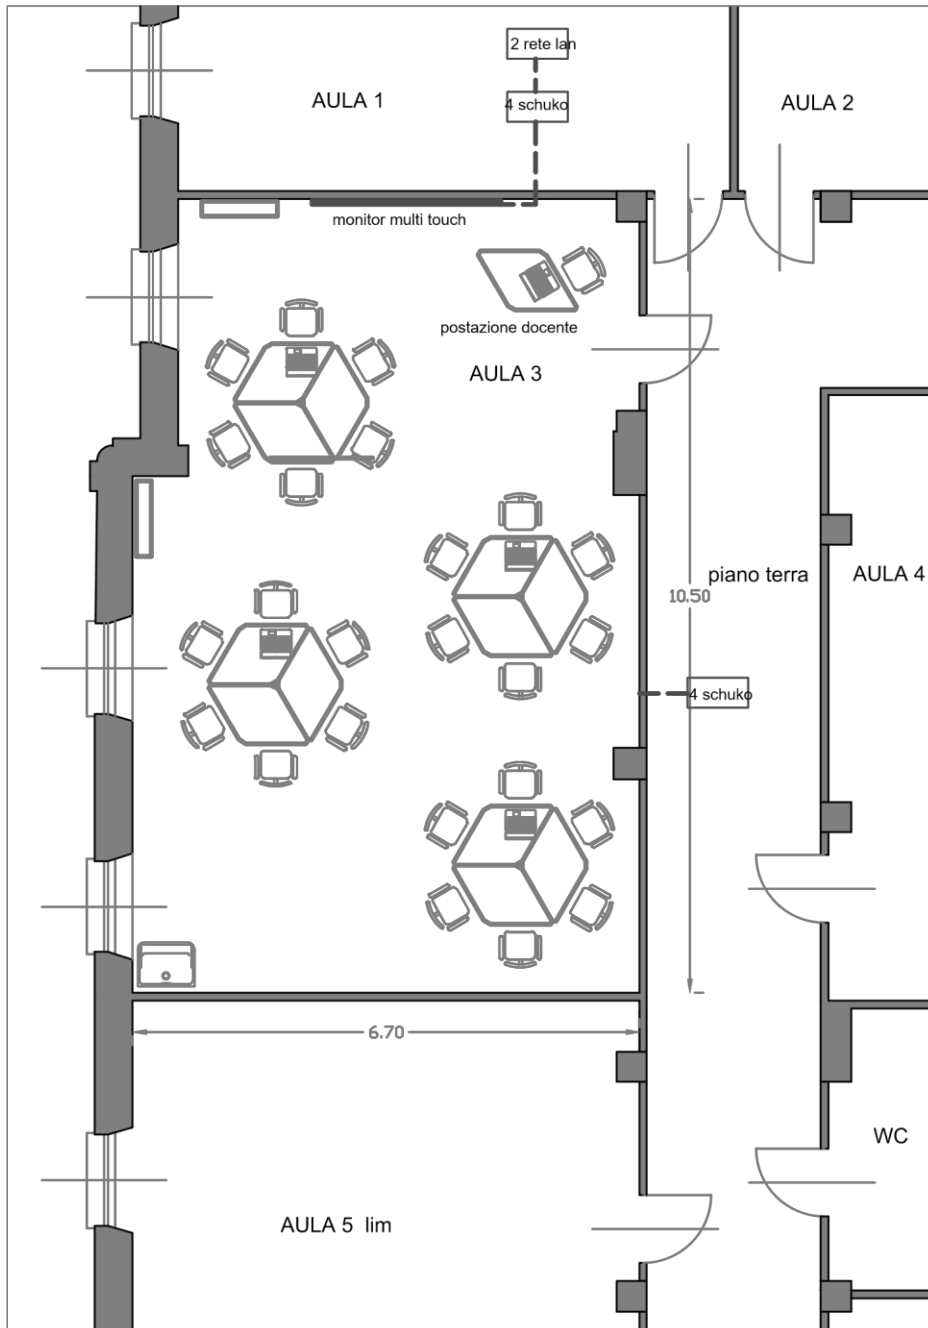 2 rete lan
AULA 1
4 schuko
AULA 2
monitor multi touch
postazione docente
AULA 3
piano terra
AULA 4
10.50
4 schuko
6.70
WC
AULA 5 lim